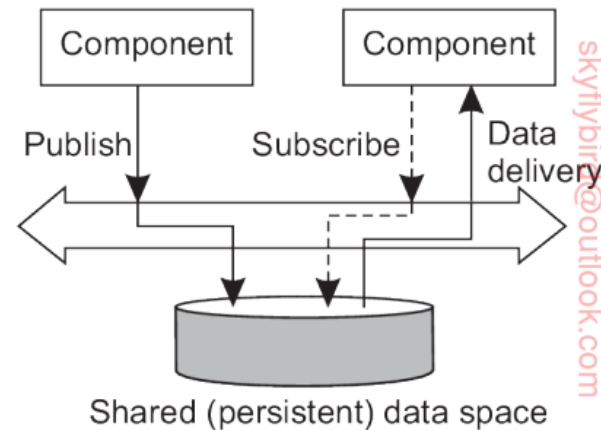 Component
Component
Publish
Subscribe
Data
delivery
Shared (persistent) data space
skyflybird@outlook.com